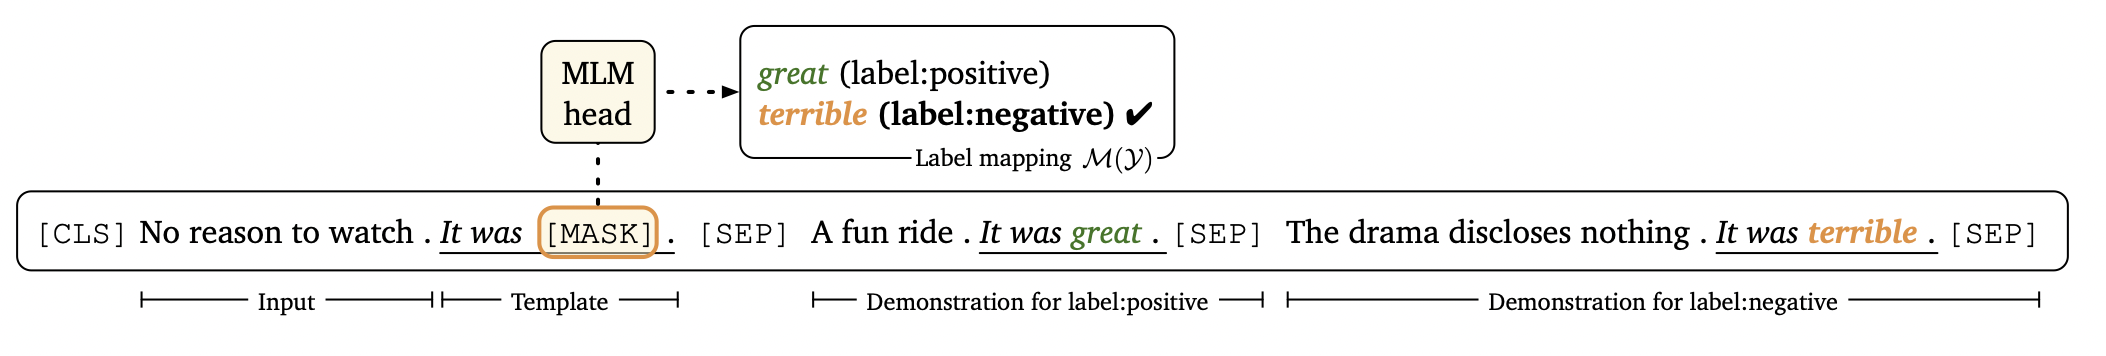 MLM
head
great (label:positive)
terrible (label:negative) ✔
Label mapping ℳ(𝒴)
[CLS] No reason to watch . It was [MASK] . [SEP] A fun ride . It was great . [SEP] The drama discloses nothing . It was terrible . [SEP]
Input
Template
Demonstration for label:positive
Demonstration for label:negative